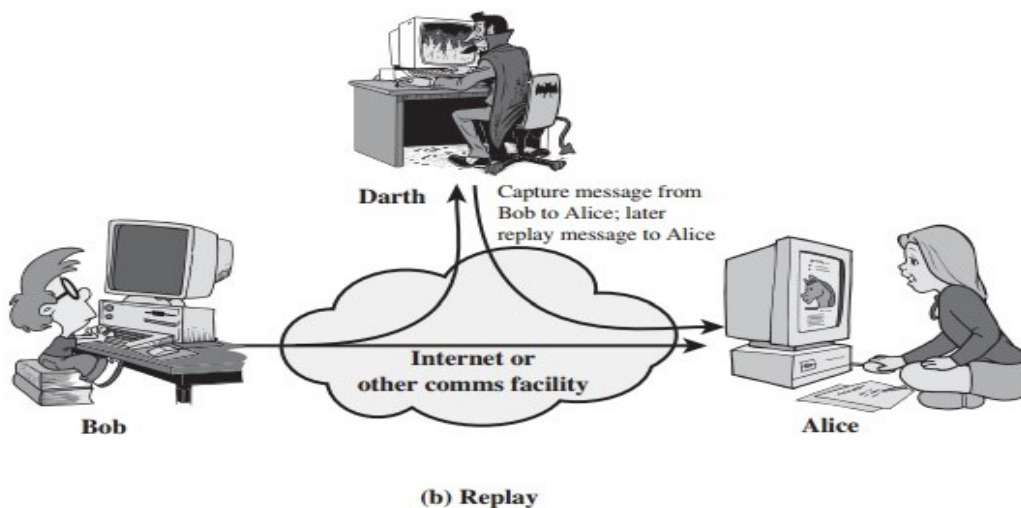 Darth
Capture message from
Bob to Alice; later
replay message to Alice
Internet or
other comms facility
Bob
Alice
(b) Replay